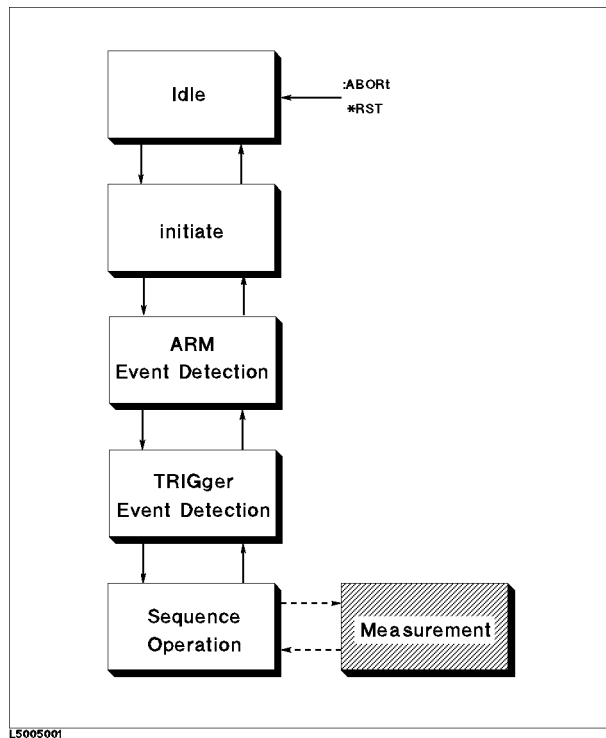 Idle
:ABORt
*RST
initiate
ARM
Event Detection
TRIGger
Event Detection
Sequence
Operation
Measurement
L5005001